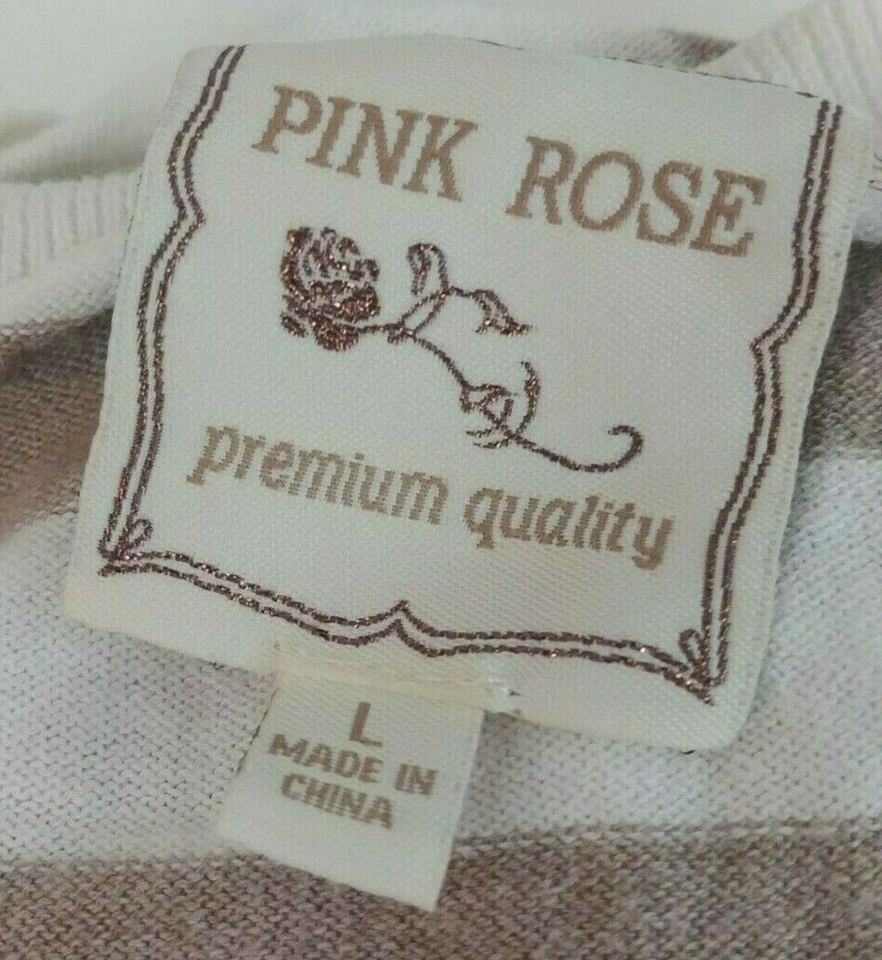 PINK ROSE
premium quality
L
MADE IN
CHINA